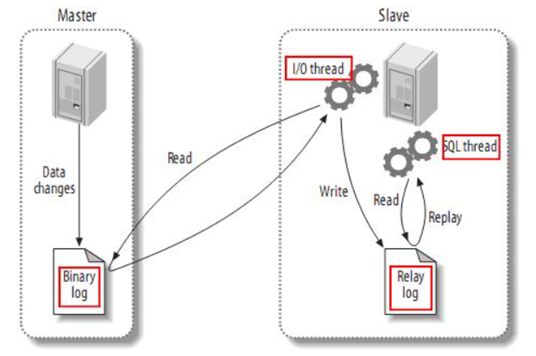 Master
Slave
I/O thread
SQL thread
Data
changes
Read
Write
Read
Replay
Binary
log
Relay
log